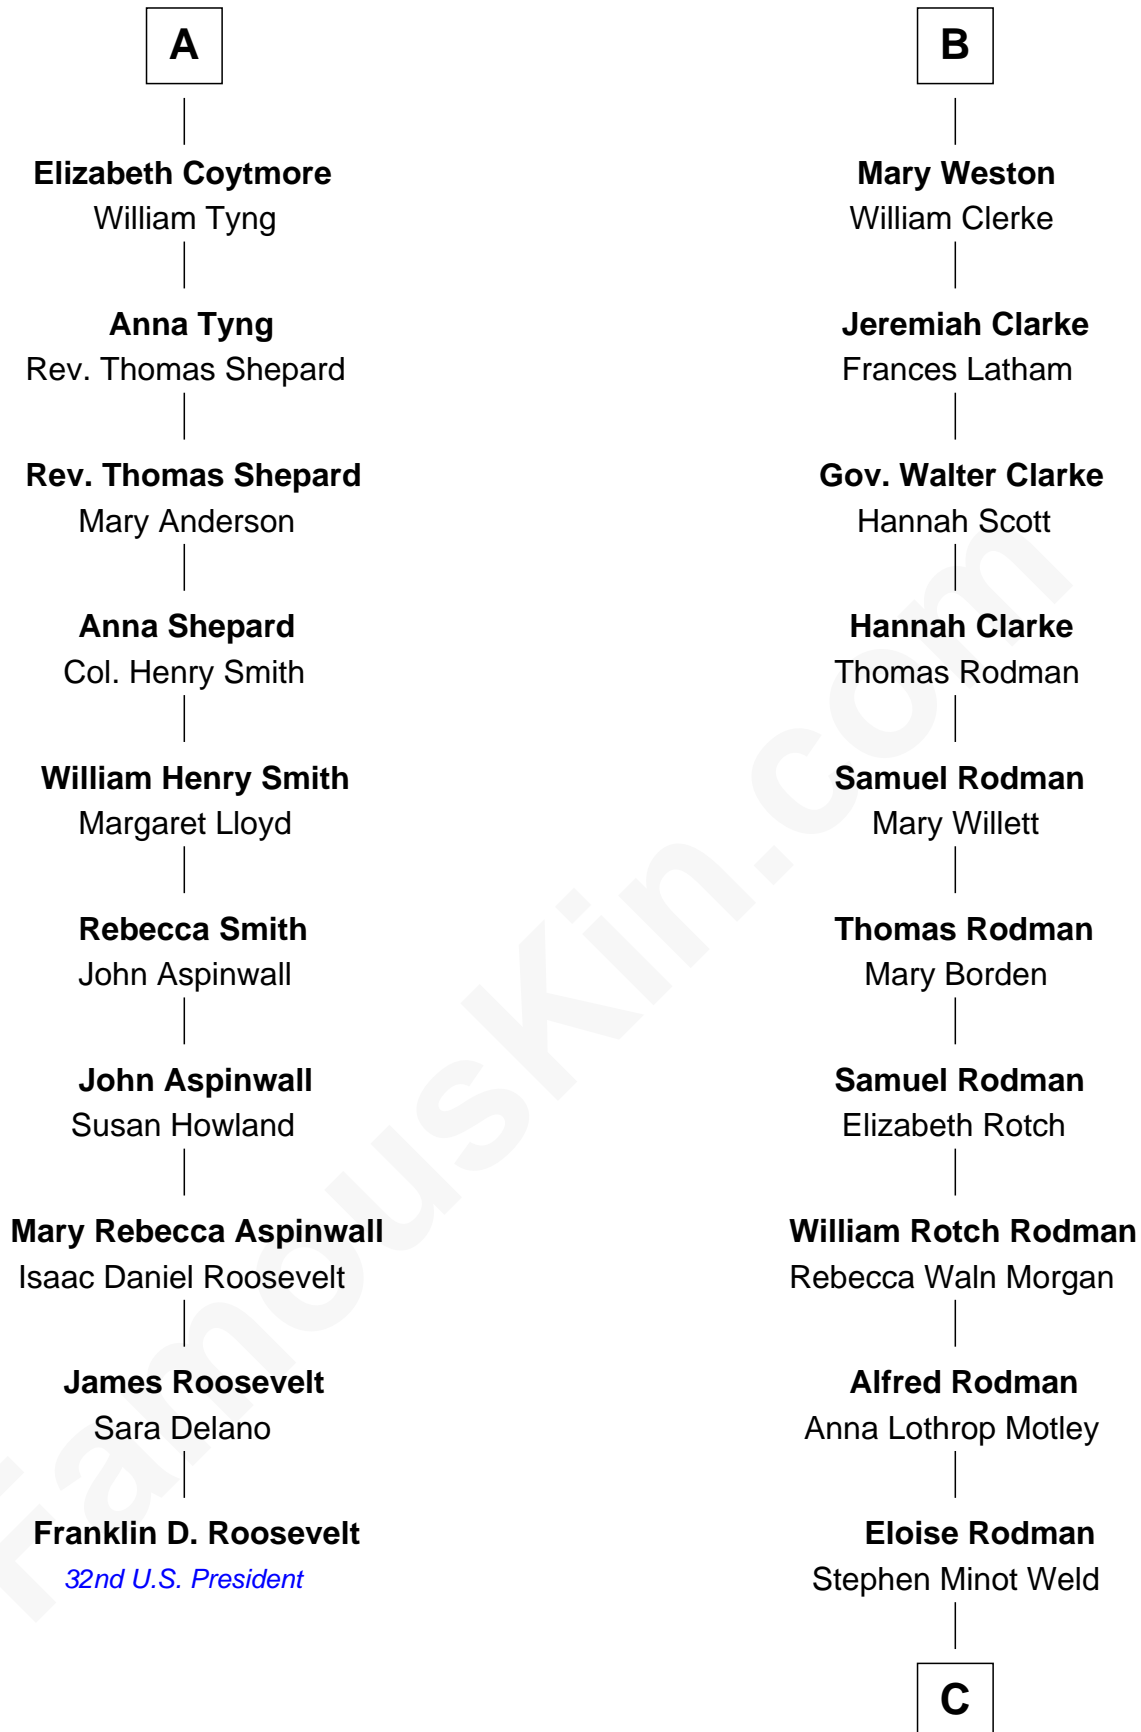 A
Elizabeth Coytmore
William Tyng
Anna Tyng
Rev. Thomas Shepard
Rev. Thomas Shepard
Mary Anderson
Anna Shepard
Col. Henry Smith
William Henry Smith
Margaret Lloyd
Rebecca Smith
John Aspinwall
John Aspinwall
Susan Howland
Mary Rebecca Aspinwall
Isaac Daniel Roosevelt
James Roosevelt
Sara Delano
Franklin D. Roosevelt
32nd U.S. President
B
Mary Weston
William Clerke
Jeremiah Clarke
Frances Latham
Gov. Walter Clarke
Hannah Scott
Hannah Clarke
Thomas Rodman
Samuel Rodman
Mary Willett
Thomas Rodman
Mary Borden
Samuel Rodman
Elizabeth Rotch
William Rotch Rodman
Rebecca Waln Morgan
Alfred Rodman
Anna Lothrop Motley
Eloise Rodman
Stephen Minot Weld
C
FamousKin.com